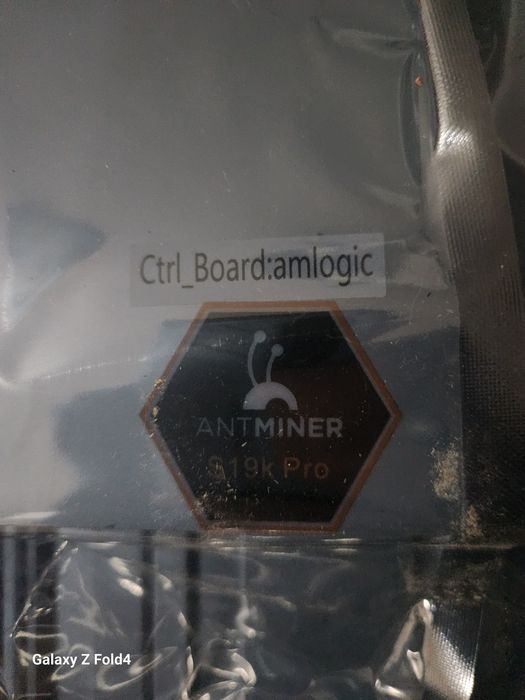 Ctrl_Board:amlogic
ANTMINER
S19k Pro
Galaxy Z Fold4